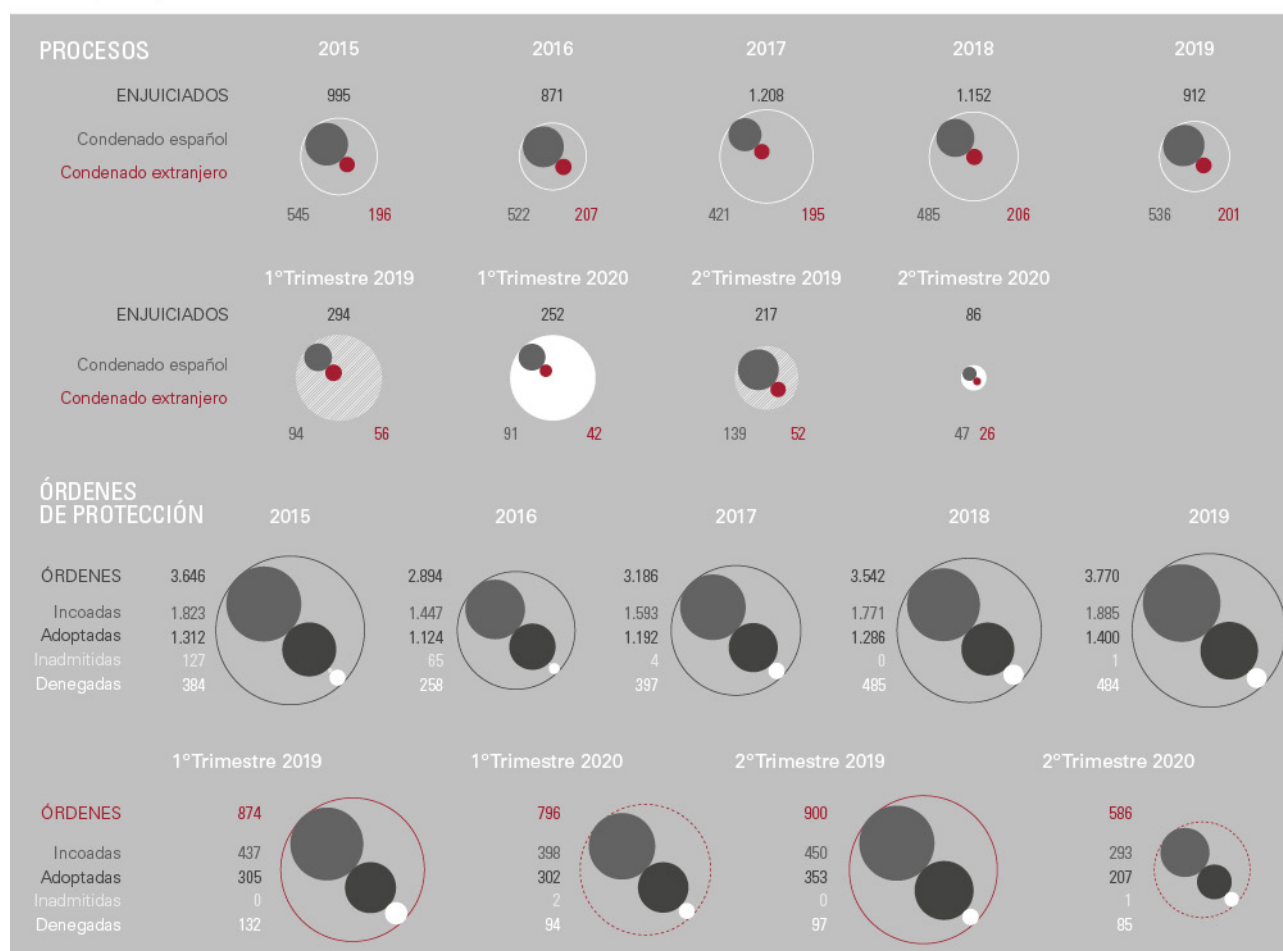 PROCESOS 2015 2016 2017 2018 2019
ENJUICIADOS 995 871 1.208 1.152 912
Condenado español
Condenado extranjero
545 196 522 207 421 195 485 206 536 201
1°Trimestre 2019 1°Trimestre 2020 2°Trimestre 2019 2°Trimestre 2020
ENJUICIADOS 294 252 217 86
Condenado español
Condenado extranjero
94 56 91 42 139 52 47 26
ÓRDENES
DE PROTECCIÓN 2015 2016 2017 2018 2019
ÓRDENES 3.646 2.894 3.186 3.542 3.770
Incoadas 1.823 1.447 1.593 1.771 1.885
Adoptadas 1.312 1.124 1.192 1.286 1.400
Inadmitidas 127 65 4 0 1
Denegadas 384 258 397 485 484
1°Trimestre 2019 1°Trimestre 2020 2°Trimestre 2019 2°Trimestre 2020
ÓRDENES 874 796 900 586
Incoadas 437 398 450 293
Adoptadas 305 302 353 207
Inadmitidas 0 2 0 1
Denegadas 132 94 97 85